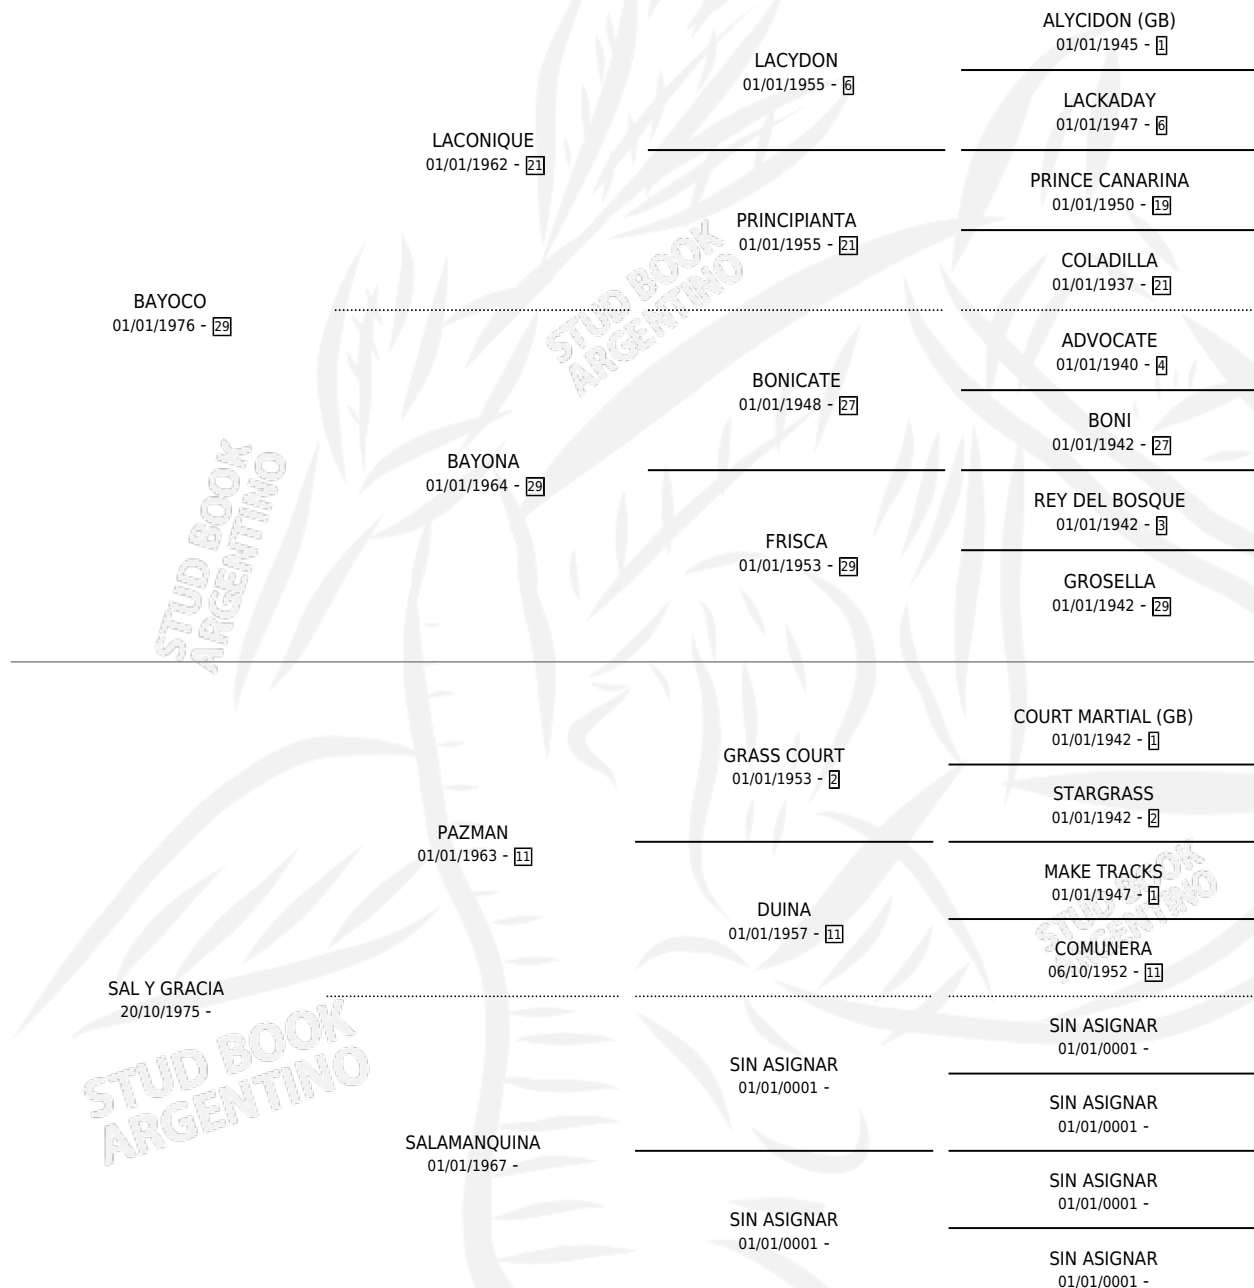 ALYCIDON (GB)
01/01/1945 - 1
LACYDON
01/01/1955 - 6
LACKADAY
01/01/1947 - 6
LACONIQUE
01/01/1962 - 21
PRINCE CANARINA
01/01/1950 - 19
PRINCIPIANTA
01/01/1955 - 21
COLADILLA
01/01/1937 - 21
BAYOCO
01/01/1976 - 29
ADVOCATE
01/01/1940 - 4
BONICATE
01/01/1948 - 27
BONI
01/01/1942 - 27
BAYONA
01/01/1964 - 29
REY DEL BOSQUE
01/01/1942 - 3
FRISCA
01/01/1953 - 29
GROSELLA
01/01/1942 - 29
STUD BOOK
ARGENTINO
STUD BOOK
ARGENTINO
COURT MARTIAL (GB)
01/01/1942 - 1
GRASS COURT
01/01/1953 - 2
STARGRASS
01/01/1942 - 2
PAZMAN
01/01/1963 - 11
MAKE TRACKS
01/01/1947 - 1
DUINA
01/01/1957 - 11
COMUNERA
06/10/1952 - 11
STUD BOOK
ARGENTINO
SAL Y GRACIA
20/10/1975 -
SIN ASIGNAR
01/01/0001 -
SIN ASIGNAR
01/01/0001 -
SIN ASIGNAR
01/01/0001 -
SALAMANQUINA
01/01/1967 -
SIN ASIGNAR
01/01/0001 -
SIN ASIGNAR
01/01/0001 -
SIN ASIGNAR
01/01/0001 -
STUD BOOK
ARGENTINO